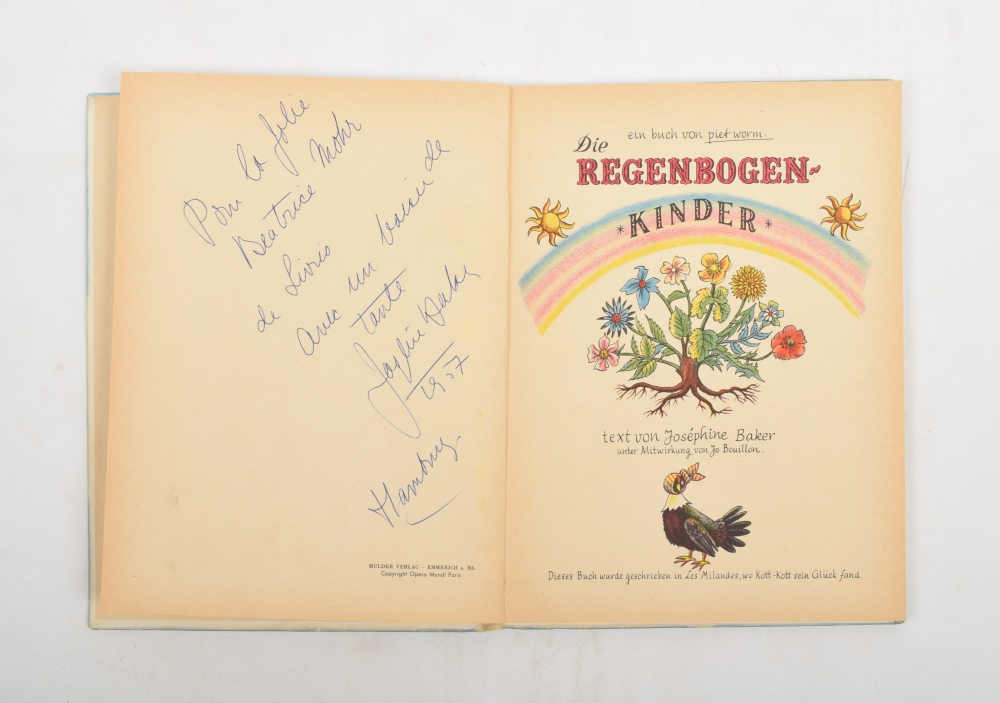 Pour la Jolie
Beatrice Mohr
de Livres
avec un baiser de
tante
Joséphine Baker
1957
Hamburg
MULDER VERLAG – EMMERICH a. Rh.
Copyright Opera Mundi Paris
ein buch von piet worm.
Die
REGENBOGEN-
KINDER
text von Joséphine Baker
unter Mitwirkung von Jo Bouillon.
Dieses Buch wurde geschrieben in Les Milandes, wo Kott-Kott sein Glück fand.